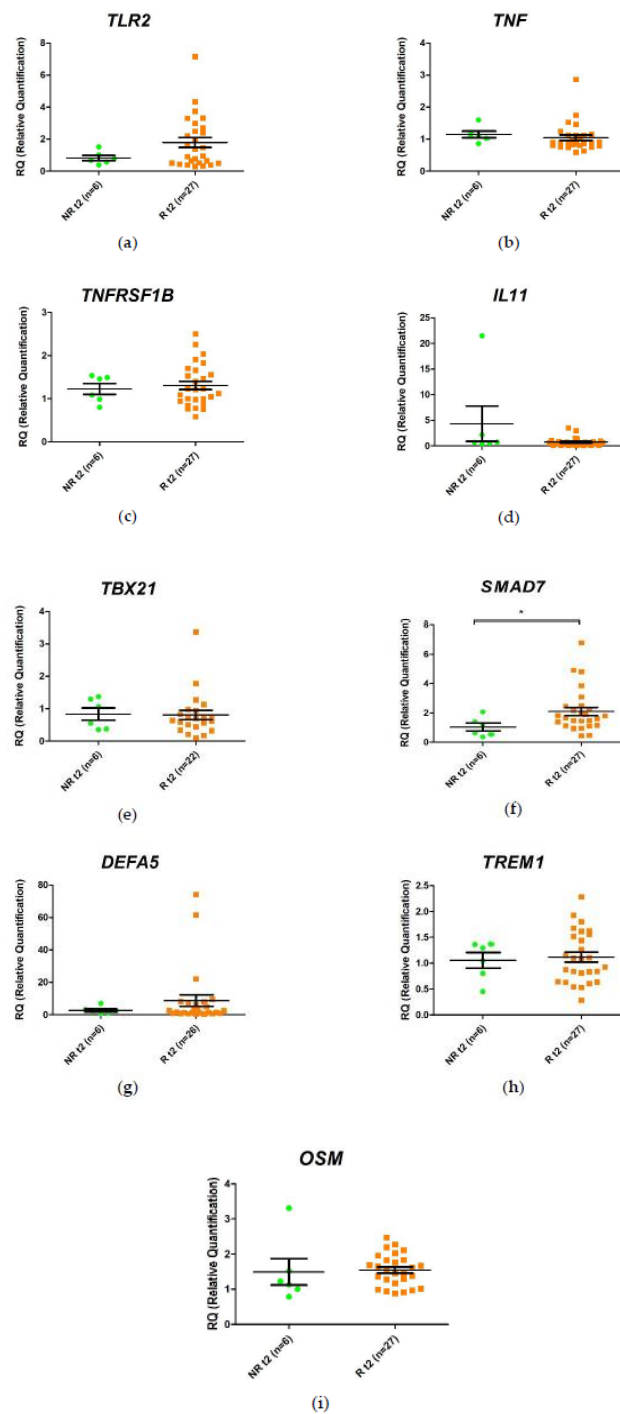 TLR2
RQ (Relative Quantification)
8
6
4
2
0
NR t2 (n=6)
R t2 (n=27)
(a)
TNF
RQ (Relative Quantification)
4
3
2
1
0
NR t2 (n=6)
R t2 (n=27)
(b)
TNFRSF1B
RQ (Relative Quantification)
3
2
1
0
NR t2 (n=6)
R t2 (n=27)
(c)
IL11
RQ (Relative Quantification)
25
20
15
10
5
0
NR t2 (n=6)
R t2 (n=27)
(d)
TBX21
RQ (Relative Quantification)
4
3
2
1
0
NR t2 (n=6)
R t2 (n=22)
(e)
SMAD7
*
RQ (Relative Quantification)
8
6
4
2
0
NR t2 (n=6)
R t2 (n=27)
(f)
DEFA5
RQ (Relative Quantification)
80
60
40
20
0
NR t2 (n=6)
R t2 (n=26)
(g)
TREM1
RQ (Relative Quantification)
2.5
2.0
1.5
1.0
0.5
0.0
NR t2 (n=6)
R t2 (n=27)
(h)
OSM
RQ (Relative Quantification)
4
3
2
1
0
NR t2 (n=6)
R t2 (n=27)
(i)